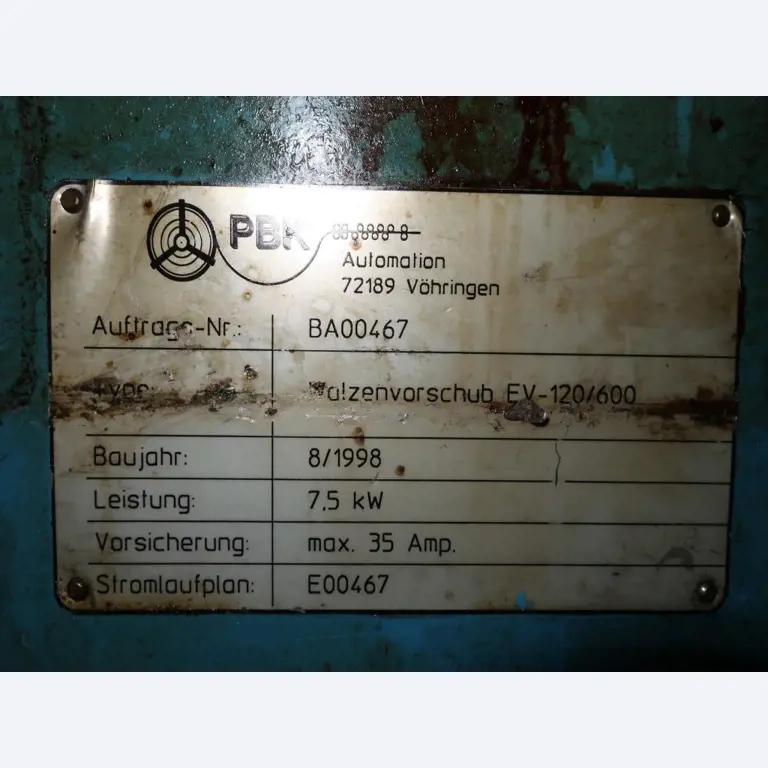 PBK
Automation
72189 Vöhringen
Auftrags-Nr.: BA00467
Type: Walzenvorschub EV-120/600
Baujahr: 8/1998
Leistung: 7,5 kW
Vorsicherung: max. 35 Amp.
Stromlaufplan: E00467